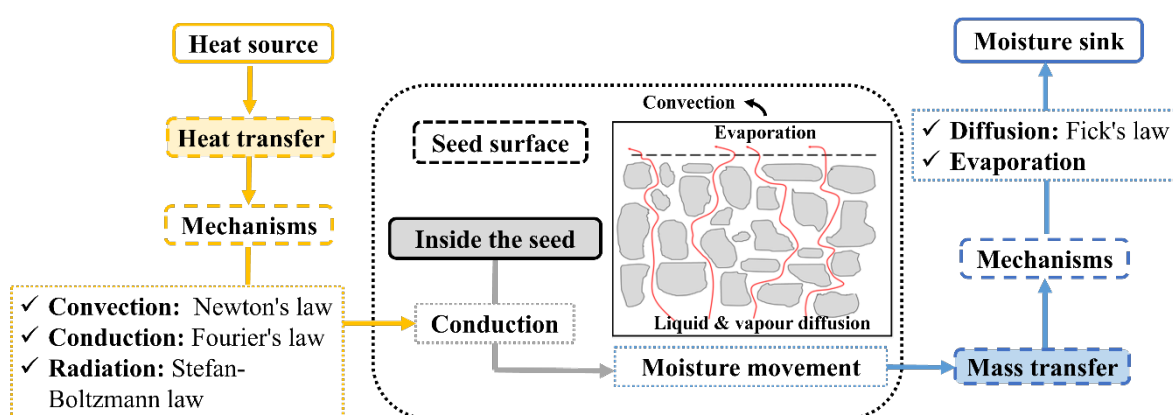 Heat source
Heat transfer
Mechanisms
✓ Convection: Newton's law
✓ Conduction: Fourier's law
✓ Radiation: Stefan-
Boltzmann law
Seed surface
Inside the seed
Conduction
Convection
Evaporation
Liquid & vapour diffusion
Moisture movement
Moisture sink
✓ Diffusion: Fick's law
✓ Evaporation
Mechanisms
Mass transfer